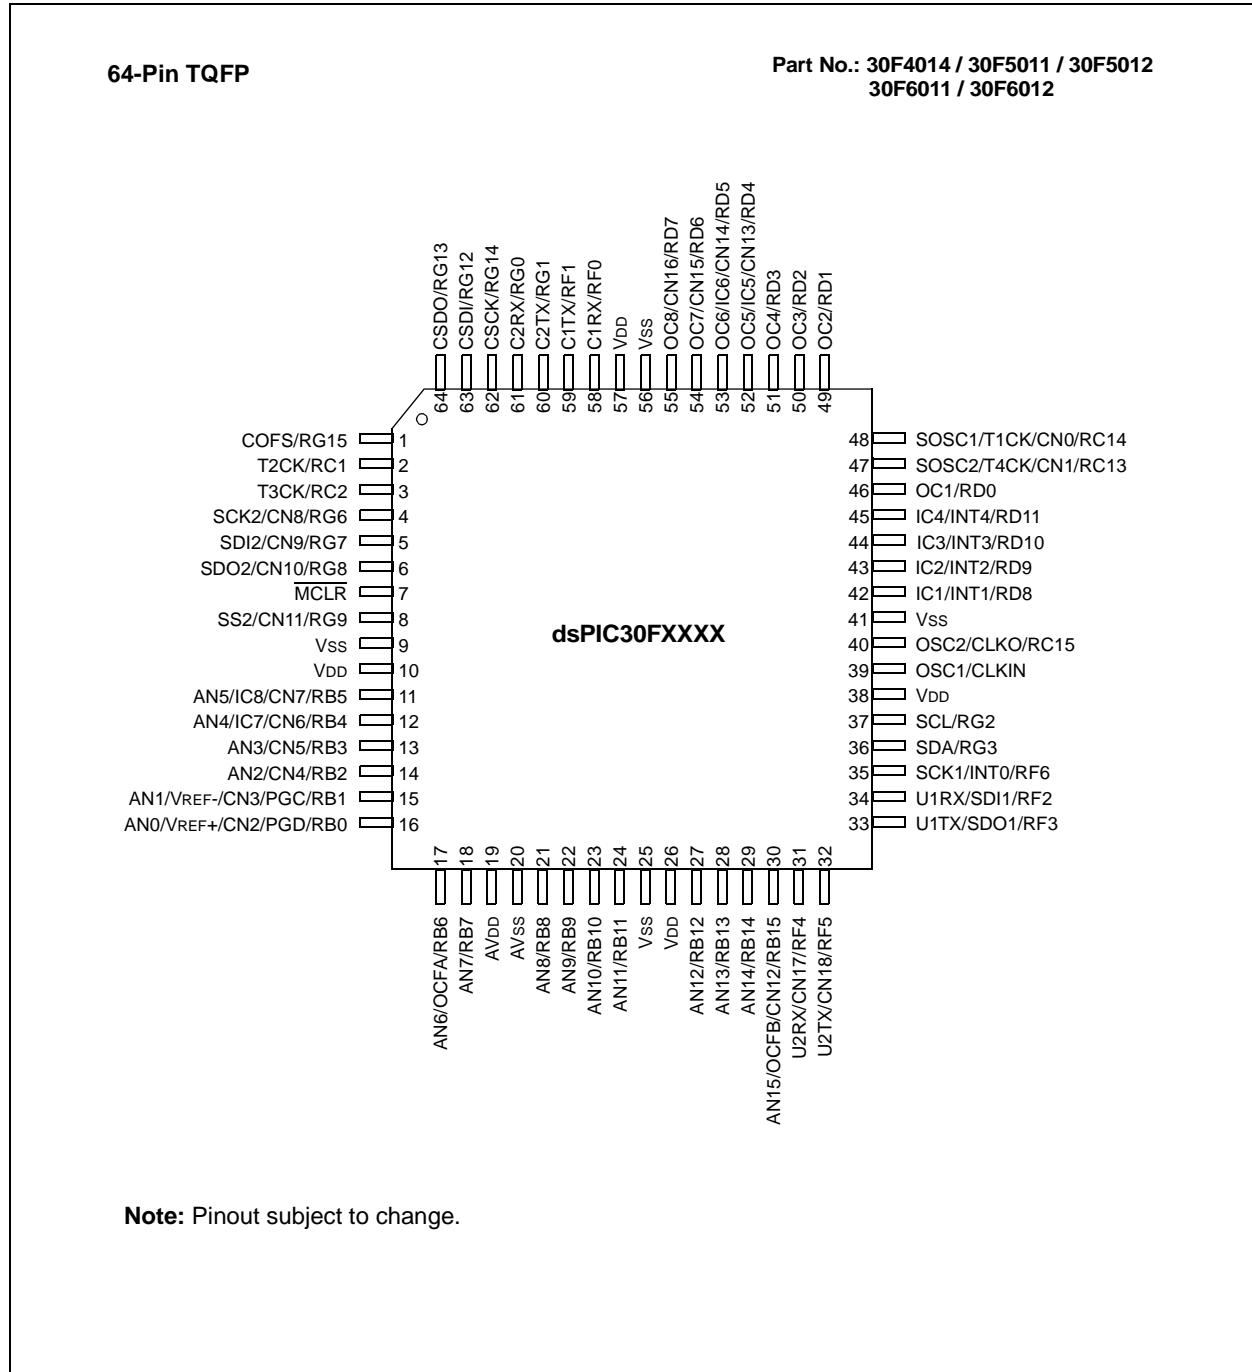 64-Pin TQFP
Part No.: 30F4014 / 30F5011 / 30F5012
30F6011 / 30F6012
CSDO/RG13
CSDI/RG12
CSCK/RG14
C2RX/RG0
C2TX/RG1
C1TX/RF1
C1RX/RF0
VDD
VSS
OC8/CN16/RD7
OC7/CN15/RD6
OC6/IC6/CN14/RD5
OC5/IC5/CN13/RD4
OC4/RD3
OC3/RD2
OC2/RD1
64
63
62
61
60
59
58
57
56
55
54
53
52
51
50
49
COFS/RG15 1
T2CK/RC1 2
T3CK/RC2 3
SCK2/CN8/RG6 4
SDI2/CN9/RG7 5
SDO2/CN10/RG8 6
MCLR 7
SS2/CN11/RG9 8
VSS 9
VDD 10
AN5/IC8/CN7/RB5 11
AN4/IC7/CN6/RB4 12
AN3/CN5/RB3 13
AN2/CN4/RB2 14
AN1/VREF-/CN3/PGC/RB1 15
AN0/VREF+/CN2/PGD/RB0 16
dsPIC30FXXXX
48 SOSC1/T1CK/CN0/RC14
47 SOSC2/T4CK/CN1/RC13
46 OC1/RD0
45 IC4/INT4/RD11
44 IC3/INT3/RD10
43 IC2/INT2/RD9
42 IC1/INT1/RD8
41 VSS
40 OSC2/CLKO/RC15
39 OSC1/CLKIN
38 VDD
37 SCL/RG2
36 SDA/RG3
35 SCK1/INT0/RF6
34 U1RX/SDI1/RF2
33 U1TX/SDO1/RF3
17
18
19
20
21
22
23
24
25
26
27
28
29
30
31
32
AN6/OCFA/RB6
AN7/RB7
AVDD
AVSS
AN8/RB8
AN9/RB9
AN10/RB10
AN11/RB11
VSS
VDD
AN12/RB12
AN13/RB13
AN14/RB14
AN15/OCFB/CN12/RB15
U2RX/CN17/RF4
U2TX/CN18/RF5
Note: Pinout subject to change.